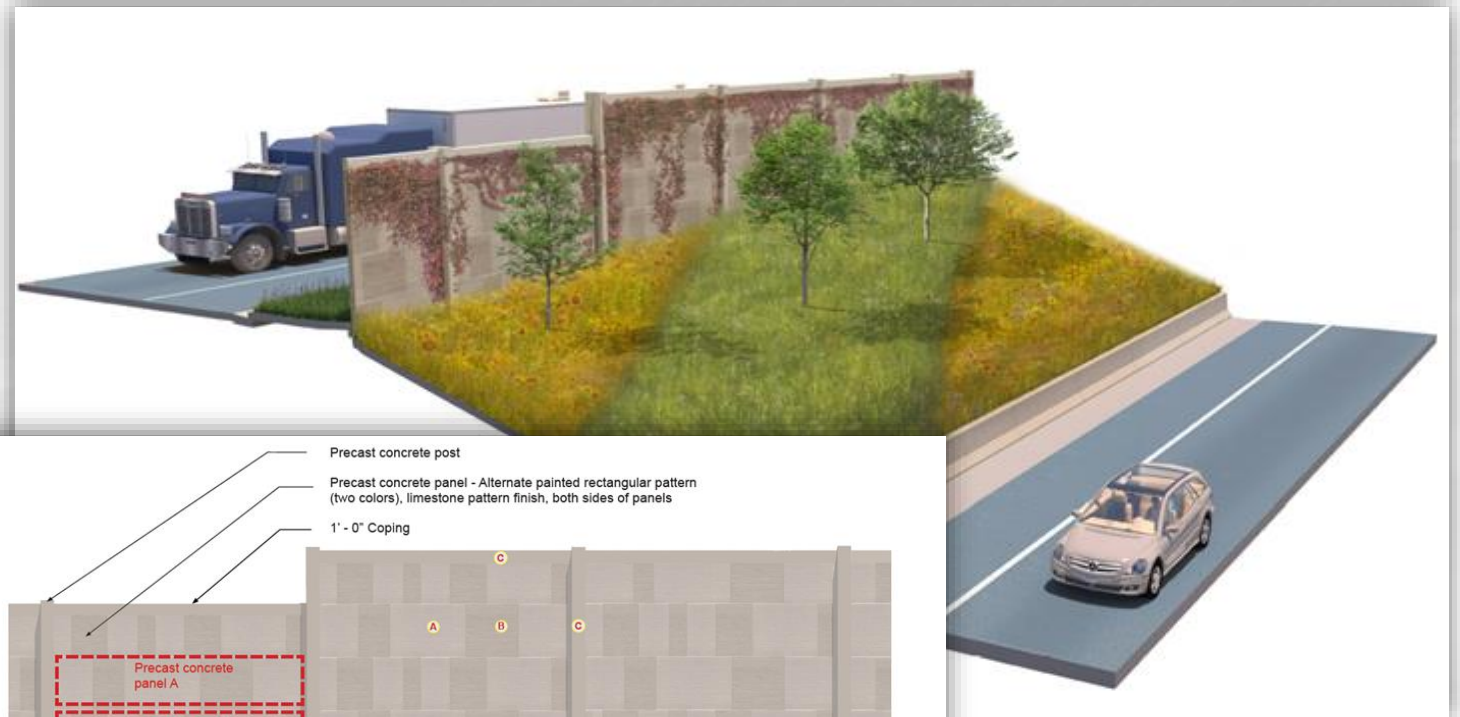 Precast concrete post
Precast concrete panel - Alternate painted rectangular pattern
(two colors), limestone pattern finish, both sides of panels
1' - 0" Coping
C
A
B
C
Precast concrete
panel A